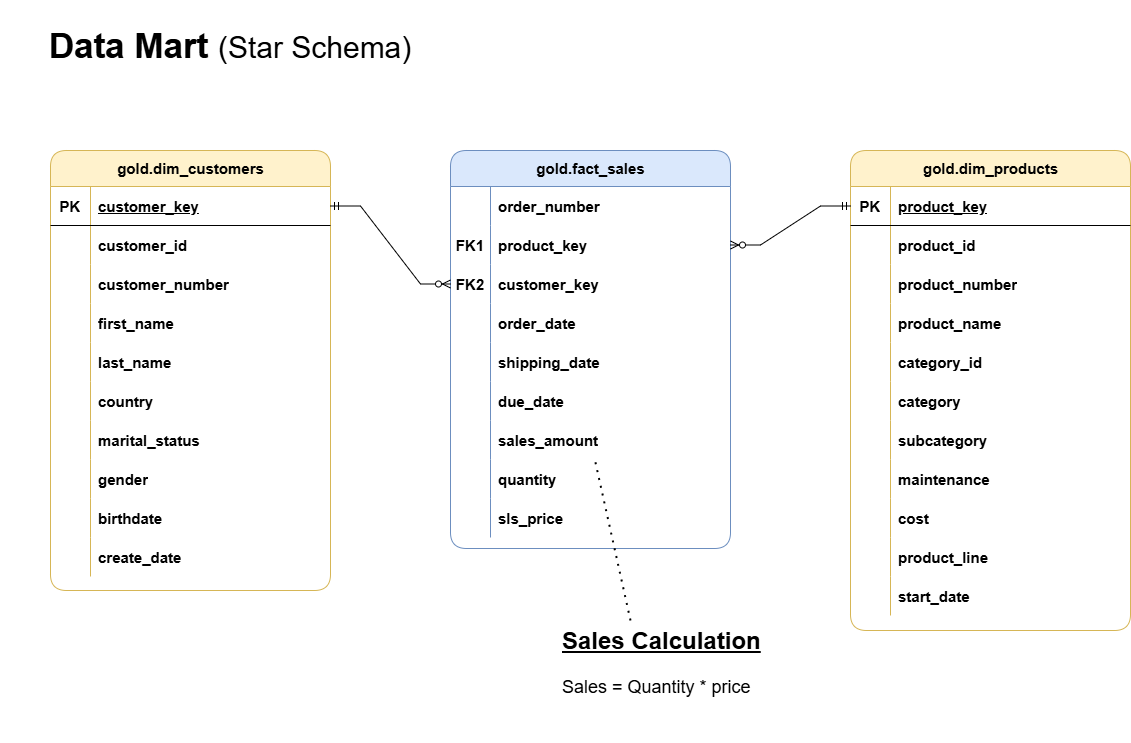 Data Mart (Star Schema)
gold.dim_customers
PK customer_key
customer_id
customer_number
first_name
last_name
country
marital_status
gender
birthdate
create_date
gold.fact_sales
order_number
FK1 product_key
FK2 customer_key
order_date
shipping_date
due_date
sales_amount
quantity
sls_price
gold.dim_products
PK product_key
product_id
product_number
product_name
category_id
category
subcategory
maintenance
cost
product_line
start_date
Sales Calculation
Sales = Quantity * price